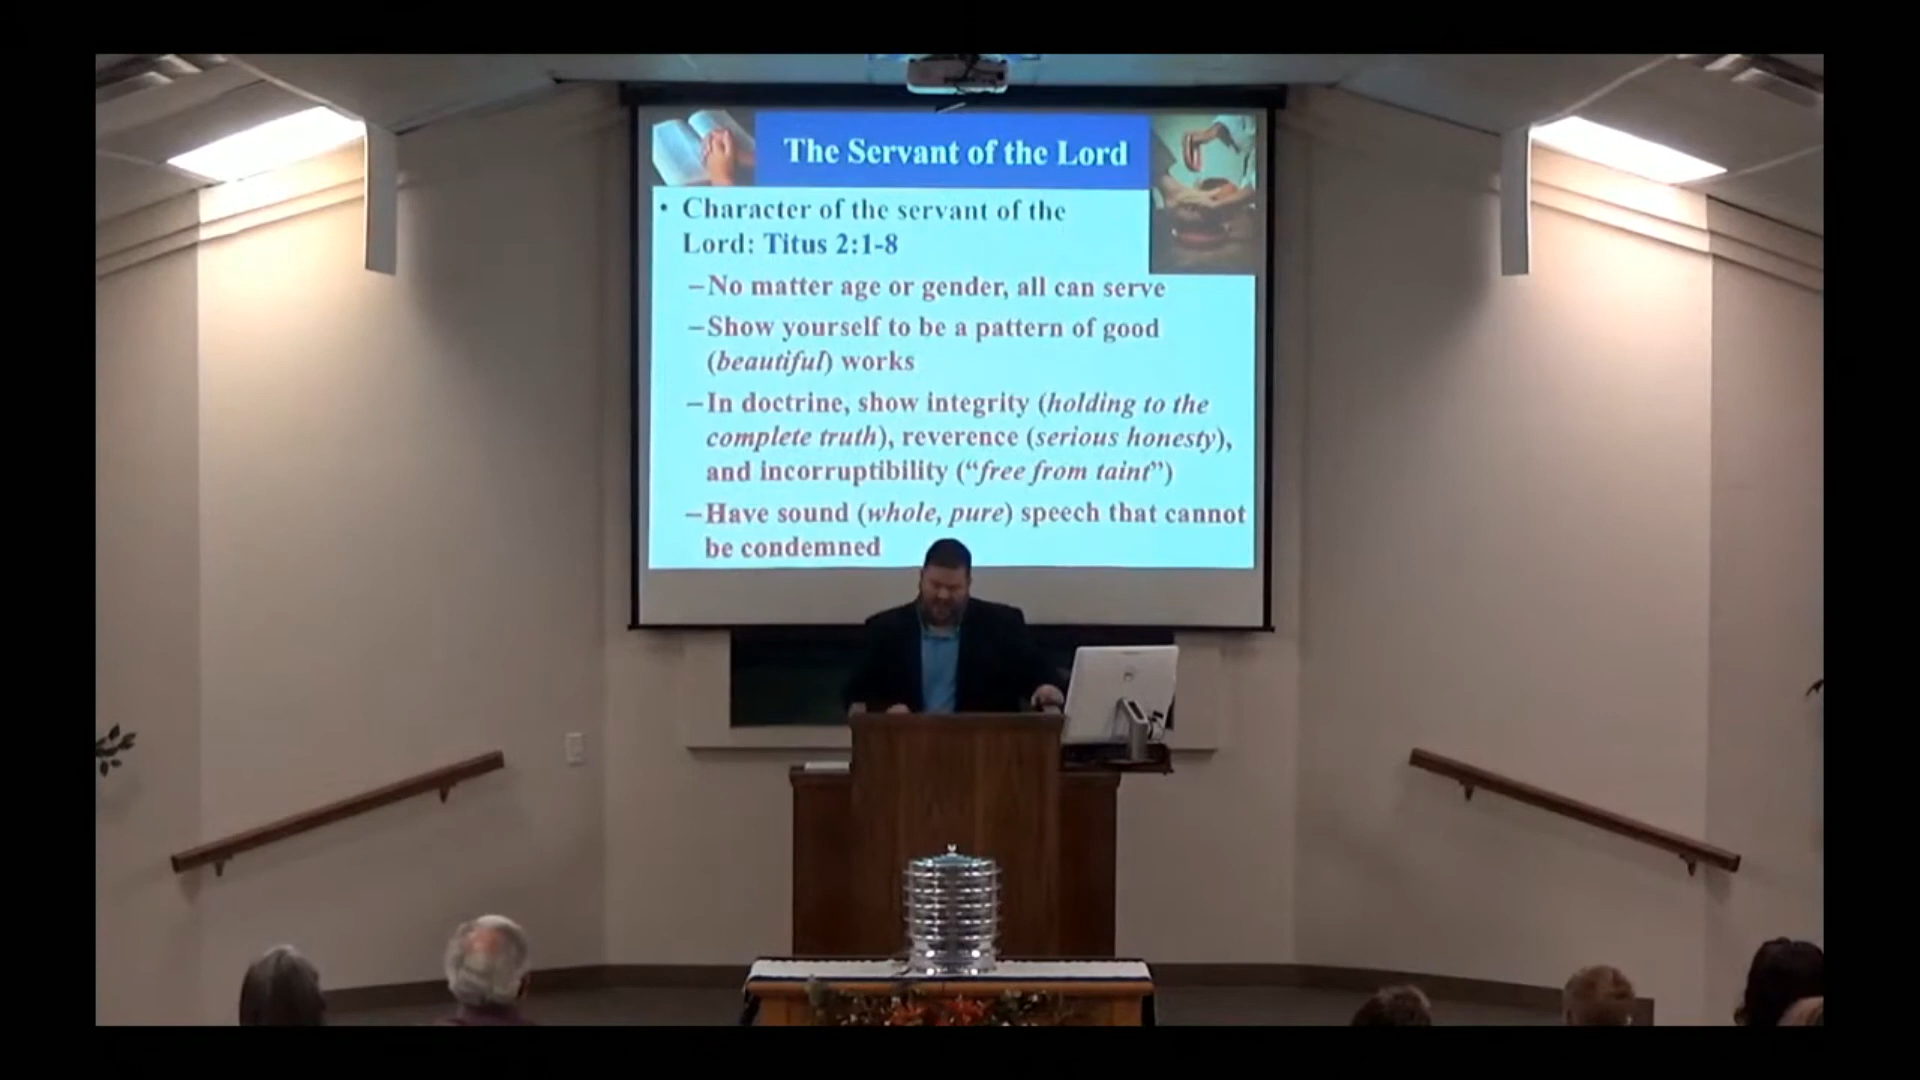 The Servant of the Lord
• Character of the servant of the
Lord: Titus 2:1-8
–No matter age or gender, all can serve
–Show yourself to be a pattern of good
(beautiful) works
–In doctrine, show integrity (holding to the
complete truth), reverence (serious honesty),
and incorruptibility (“free from taint”)
–Have sound (whole, pure) speech that cannot
be condemned